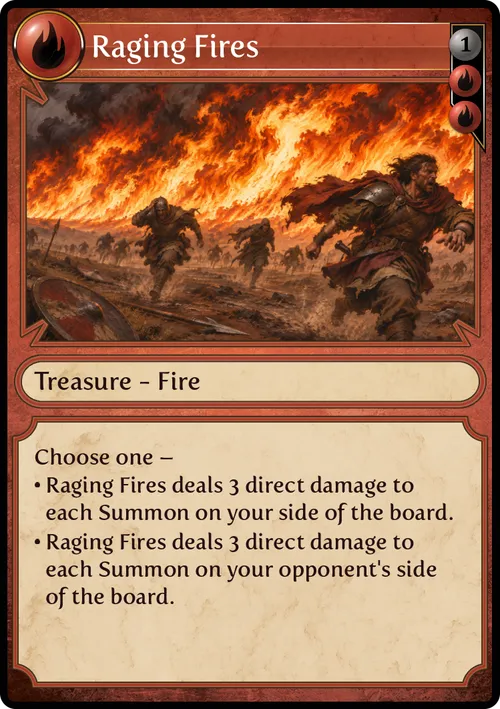 Raging Fires
1
Treasure – Fire
Choose one –
• Raging Fires deals 3 direct damage to
each Summon on your side of the board.
• Raging Fires deals 3 direct damage to
each Summon on your opponent's side
of the board.